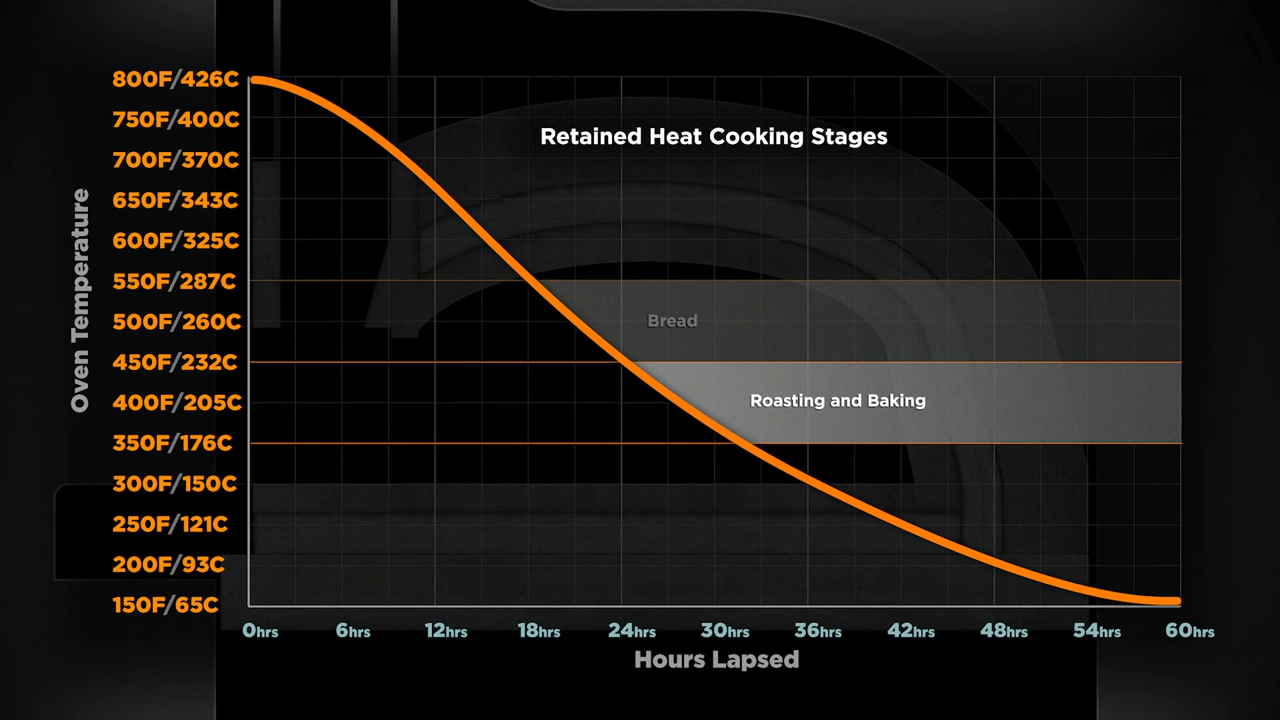 Retained Heat Cooking Stages
Oven Temperature
800F/426C
750F/400C
700F/370C
650F/343C
600F/325C
550F/287C
500F/260C
450F/232C
400F/205C
350F/176C
300F/150C
250F/121C
200F/93C
150F/65C
Bread
Roasting and Baking
0hrs 6hrs 12hrs 18hrs 24hrs 30hrs 36hrs 42hrs 48hrs 54hrs 60hrs
Hours Lapsed